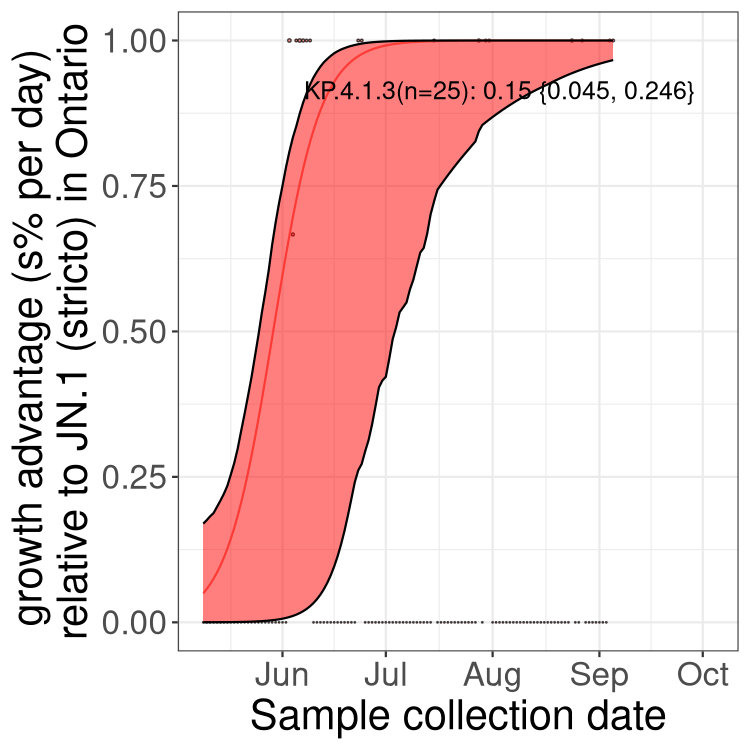 growth advantage (s% per day)
relative to JN.1 (stricto) in Ontario
1.00
0.75
0.50
0.25
0.00
KP.4.1.3(n=25): 0.15 {0.045, 0.246}
Jun Jul Aug Sep Oct
Sample collection date